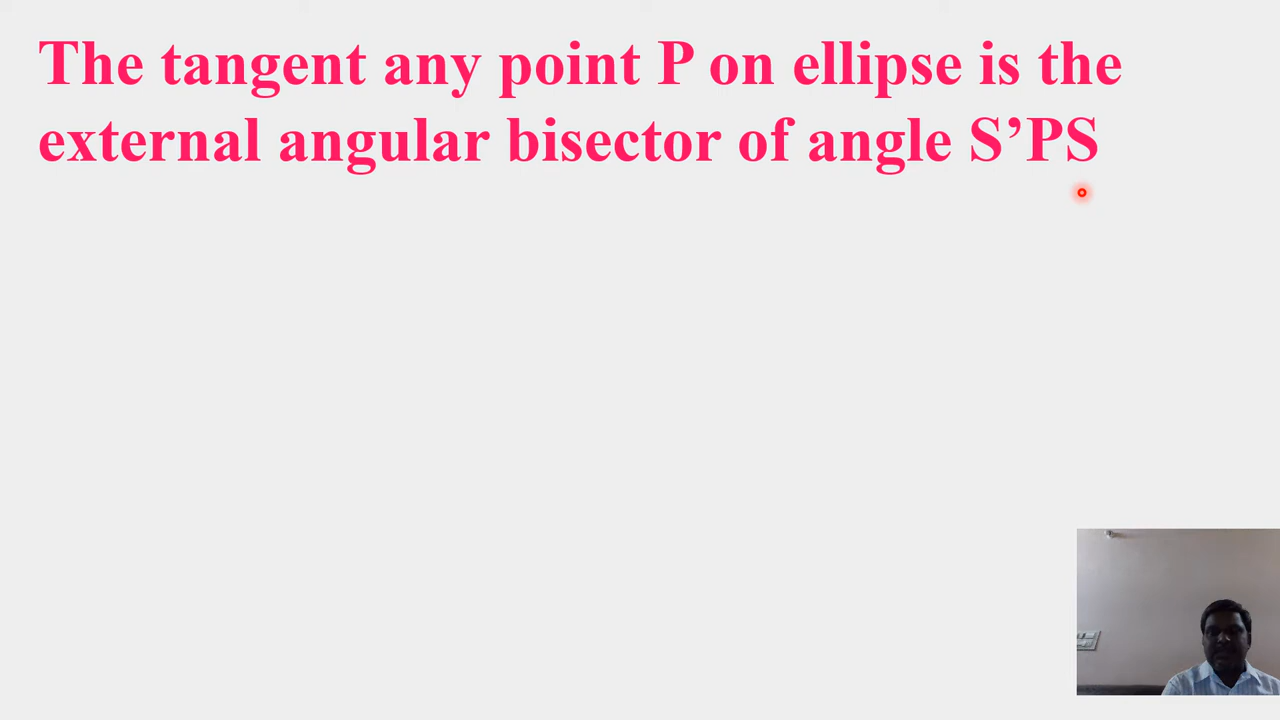 The tangent any point P on ellipse is the
external angular bisector of angle S’PS